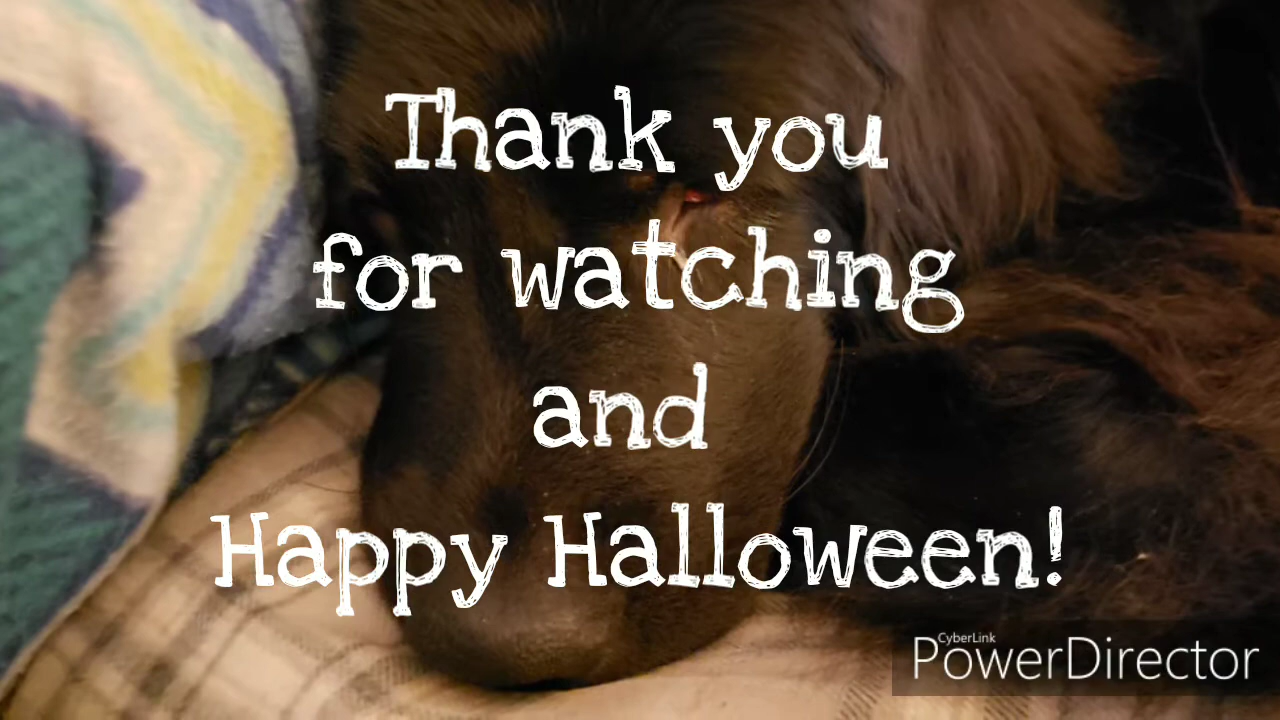 Thank you
for watching
and
Happy Halloween!
CyberLink
PowerDirector